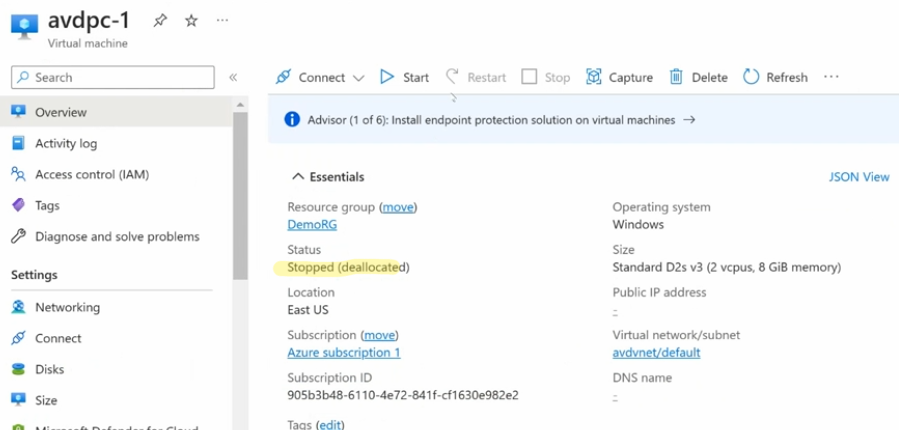 avdpc-1
Virtual machine
Search
Connect Start Restart Stop Capture Delete Refresh
Overview
Activity log
Access control (IAM)
Tags
Diagnose and solve problems
Settings
Networking
Connect
Disks
Size
Microsoft Defender for Cloud
Advisor (1 of 6): Install endpoint protection solution on virtual machines →
Essentials
JSON View
Resource group (move)
DemoRG
Status
Stopped (deallocated)
Location
East US
Subscription (move)
Azure subscription 1
Subscription ID
905b3b48-6110-4e72-841f-cf1630e982e2
Tags (edit)
Operating system
Windows
Size
Standard D2s v3 (2 vcpus, 8 GiB memory)
Public IP address
-
Virtual network/subnet
avdvnet/default
DNS name
-